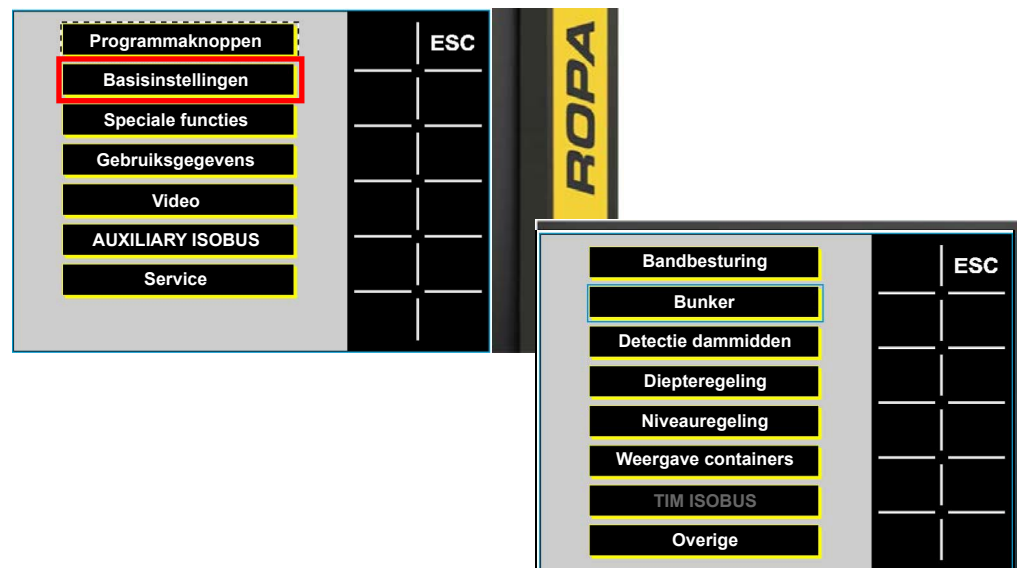 Programmaknoppen
ESC
Basisinstellingen
Speciale functies
Gebruiksgegevens
Video
AUXILIARY ISOBUS
Service
ROPA
Bandbesturing
ESC
Bunker
Detectie dammidden
Diepteregeling
Niveauregeling
Weergave containers
TIM ISOBUS
Overige